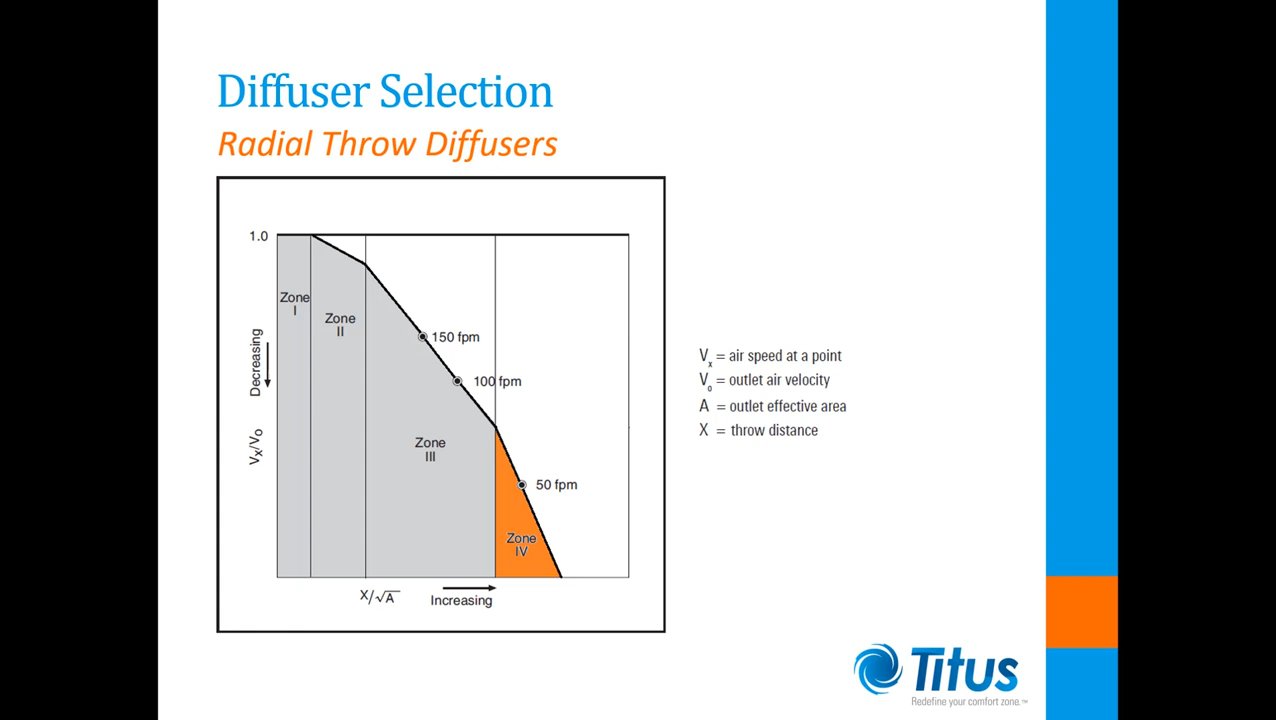 Diffuser Selection
Radial Throw Diffusers
1.0
Zone
I
Zone
II
150 fpm
Decreasing
100 fpm
Vx/Vo
Zone
III
50 fpm
Zone
IV
X/√A
Increasing
Vx = air speed at a point
Vo = outlet air velocity
A = outlet effective area
X = throw distance
Titus
Redefine your comfort zone.™